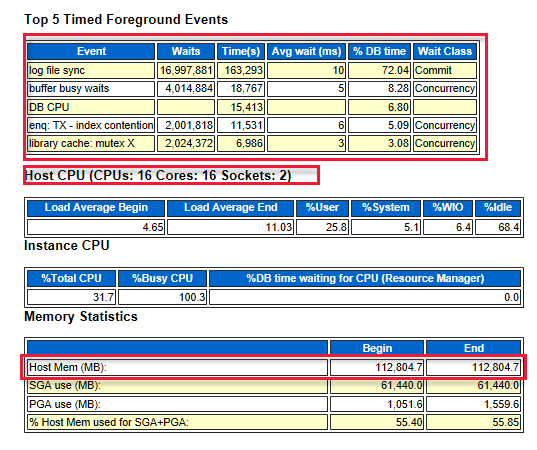 Top 5 Timed Foreground Events
Event Waits Time(s) Avg wait (ms) % DB time Wait Class
log file sync 16,997,881 163,293 10 72.04 Commit
buffer busy waits 4,014,884 18,767 5 8.28 Concurrency
DB CPU 15,413 6.80
enq: TX - index contention 2,001,818 11,531 6 5.09 Concurrency
library cache: mutex X 2,024,372 6,986 3 3.08 Concurrency
Host CPU (CPUs: 16 Cores: 16 Sockets: 2)
Load Average Begin Load Average End %User %System %WIO %Idle
4.65 11.03 25.8 5.1 6.4 68.4
Instance CPU
%Total CPU %Busy CPU %DB time waiting for CPU (Resource Manager)
31.7 100.3 0.0
Memory Statistics
Begin End
Host Mem (MB): 112,804.7 112,804.7
SGA use (MB): 61,440.0 61,440.0
PGA use (MB): 1,051.6 1,559.6
% Host Mem used for SGA+PGA: 55.40 55.85